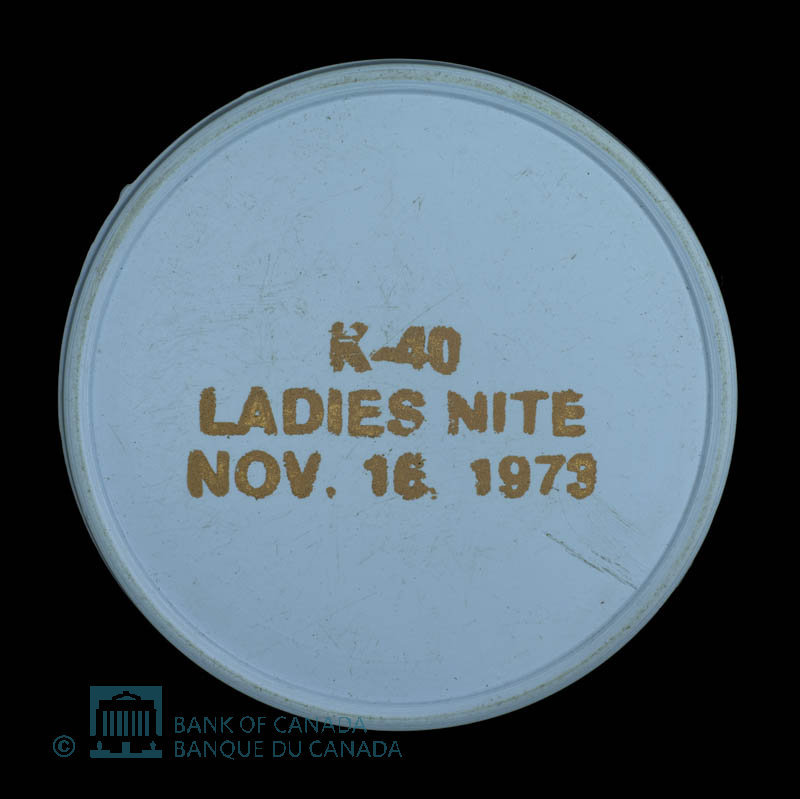 K-40
LADIES NITE
NOV. 16. 1973
© BANK OF CANADA
BANQUE DU CANADA